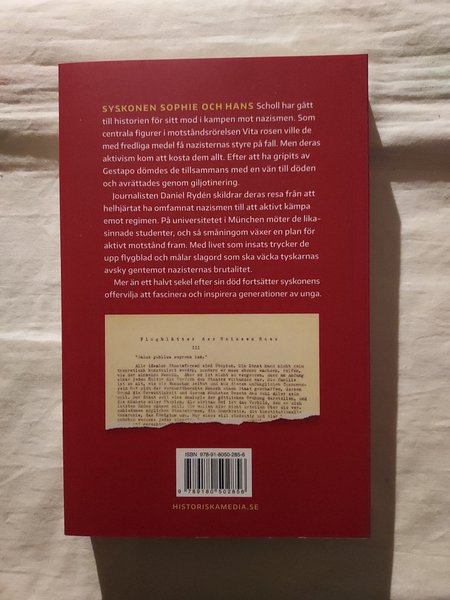 SYSKONEN SOPHIE OCH HANS Scholl har gått
till historien för sitt mod i kampen mot nazismen. Som
centrala figurer i motståndsrörelsen Vita rosen ville de
med fredliga medel få nazisternas styre på fall. Men deras
aktivism kom att kosta dem allt. Efter att ha gripits av
Gestapo dömdes de tillsammans med en vän till döden
och avrättades genom giljotinering.
Journalisten Daniel Rydén skildrar deras resa från att
helhjärtat ha omfamnat nazismen till att aktivt kämpa
emot regimen. På universitetet i München möter de lika-
sinnade studenter, och så småningom växer en plan för
aktivt motstånd fram. Med livet som insats trycker de
upp flygblad och målar slagord som ska väcka tyskarnas
avsky gentemot nazisternas brutalitet.
Mer än ett halvt sekel efter sin död fortsätter syskonens
offervilja att fascinera och inspirera generationer av unga.
Flugblätter der Weissen Rose
III
"Salus publica suprema lex."
ISBN 978-91-8050-285-6
9 789180 502856
HISTORISKAMEDIA.SE